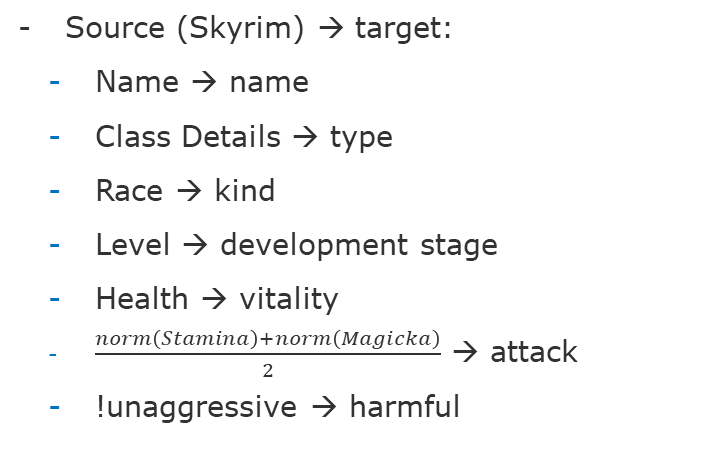 - Source (Skyrim) → target:
- Name → name
- Class Details → type
- Race → kind
- Level → development stage
- Health → vitality
- norm(Stamina)+norm(Magicka)
2 → attack
- !unaggressive → harmful